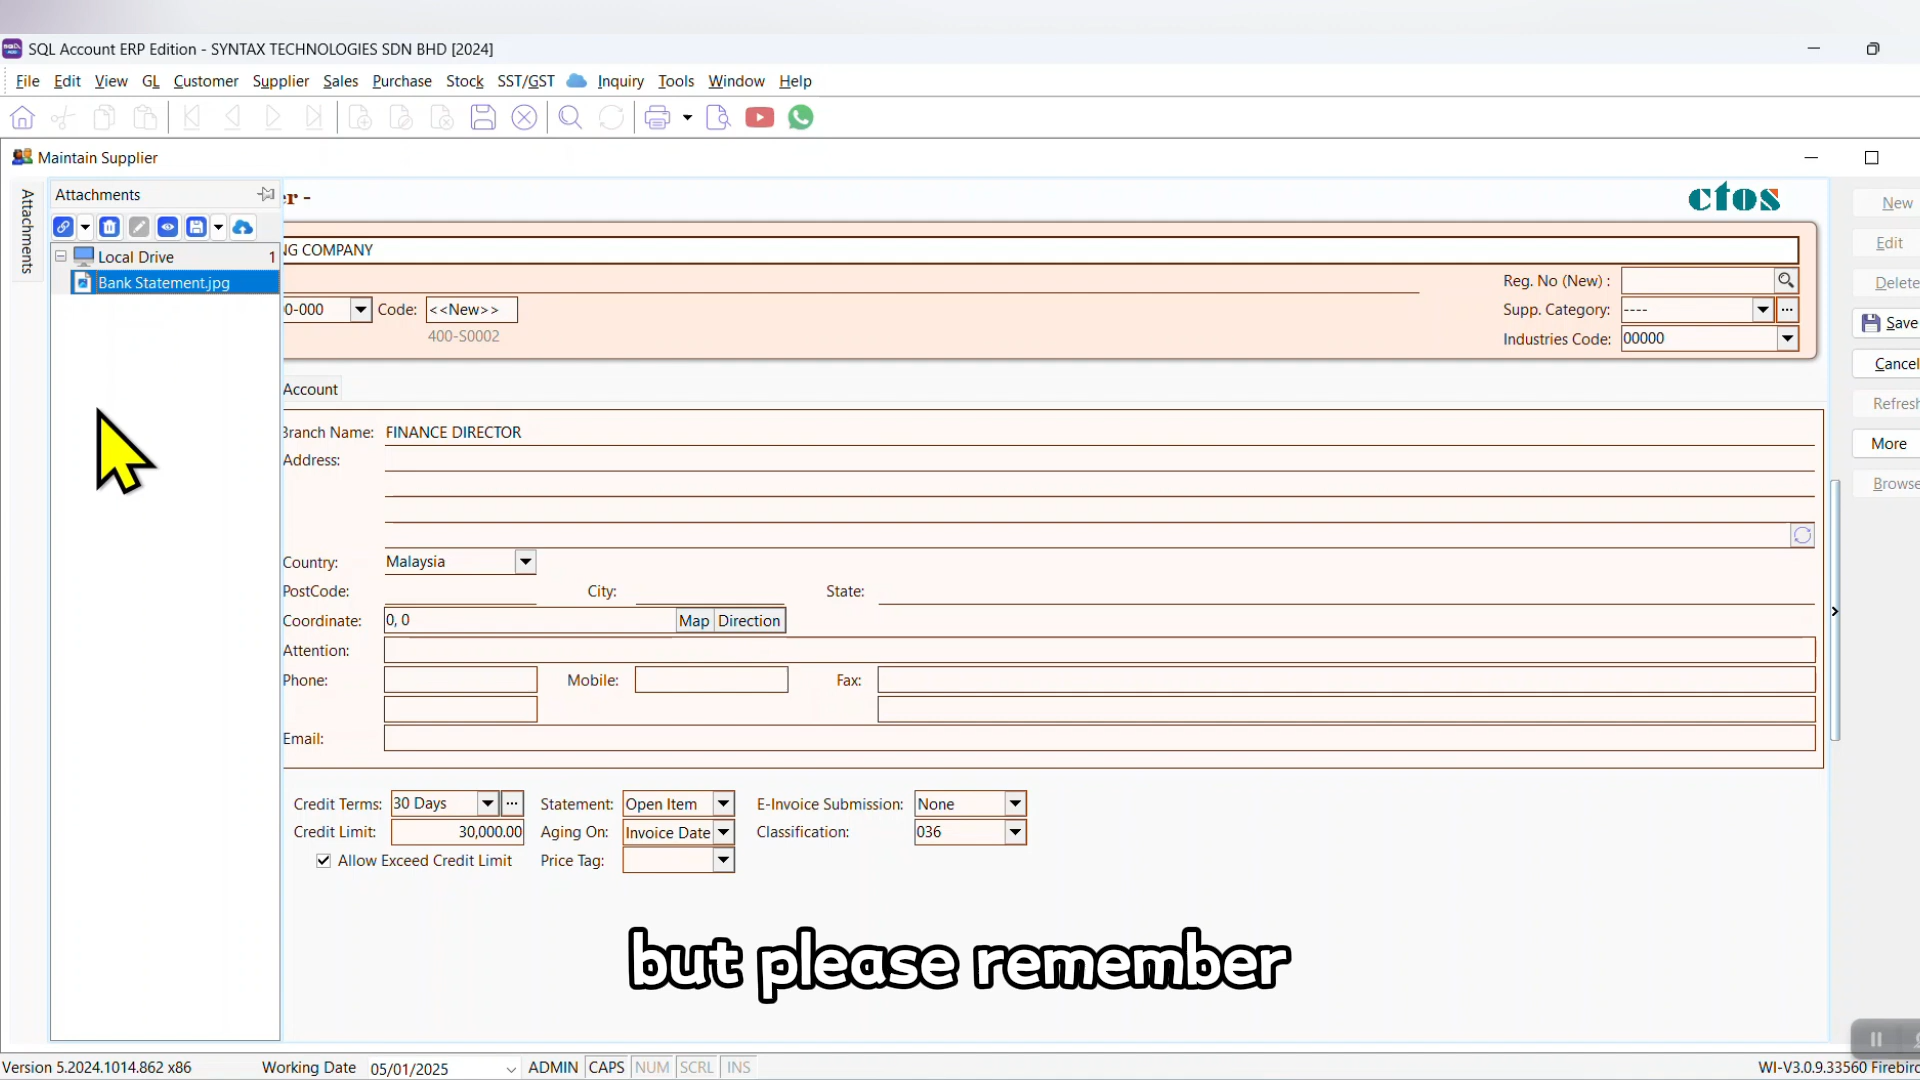 SQL Account ERP Edition - SYNTAX TECHNOLOGIES SDN BHD [2024]
File Edit View GL Customer Supplier Sales Purchase Stock SST/GST Inquiry Tools Window Help
Maintain Supplier
Attachments
Attachments
er -
ctos
New
Local Drive 1
NG COMPANY
Edit
Bank Statement.jpg
Reg. No (New) :
Delete
00-000 Code: <<New>>
Supp. Category: ----
400-S0002
Save
Industries Code: 00000
Cancel
Account
Refresh
Branch Name: FINANCE DIRECTOR
More
Address:
Browse
Country: Malaysia
PostCode: City: State:
Coordinate: 0, 0 Map Direction
Attention:
Phone: Mobile: Fax:
Email:
Credit Terms: 30 Days ... Statement: Open Item E-Invoice Submission: None
Credit Limit: 30,000.00 Aging On: Invoice Date Classification: 036
Allow Exceed Credit Limit Price Tag:
but please remember
Version 5.2024.1014.862 x86 Working Date 05/01/2025 ADMIN CAPS NUM SCRL INS WI-V3.0.9.33560 Firebird